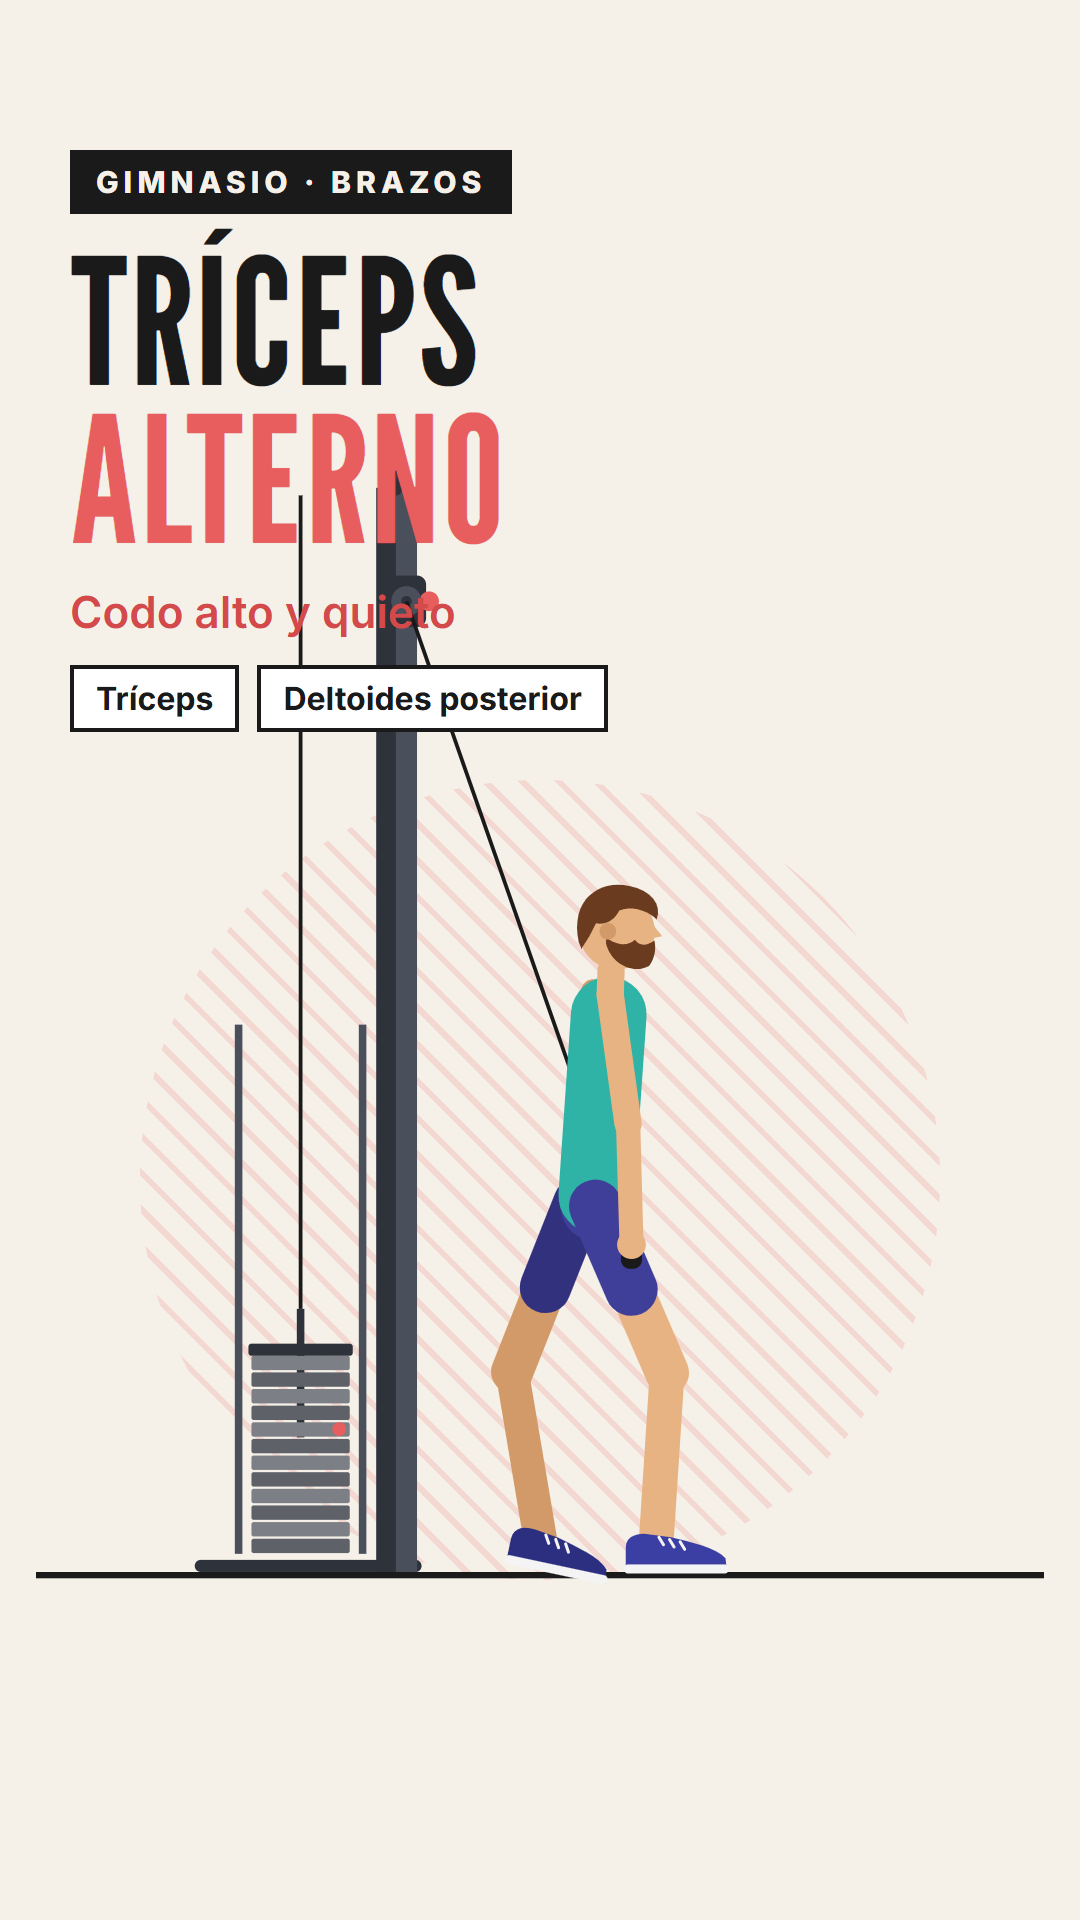 GIMNASIO · BRAZOS
TRÍCEPS
ALTERNO
Codo alto y quieto
Tríceps
Deltoides posterior